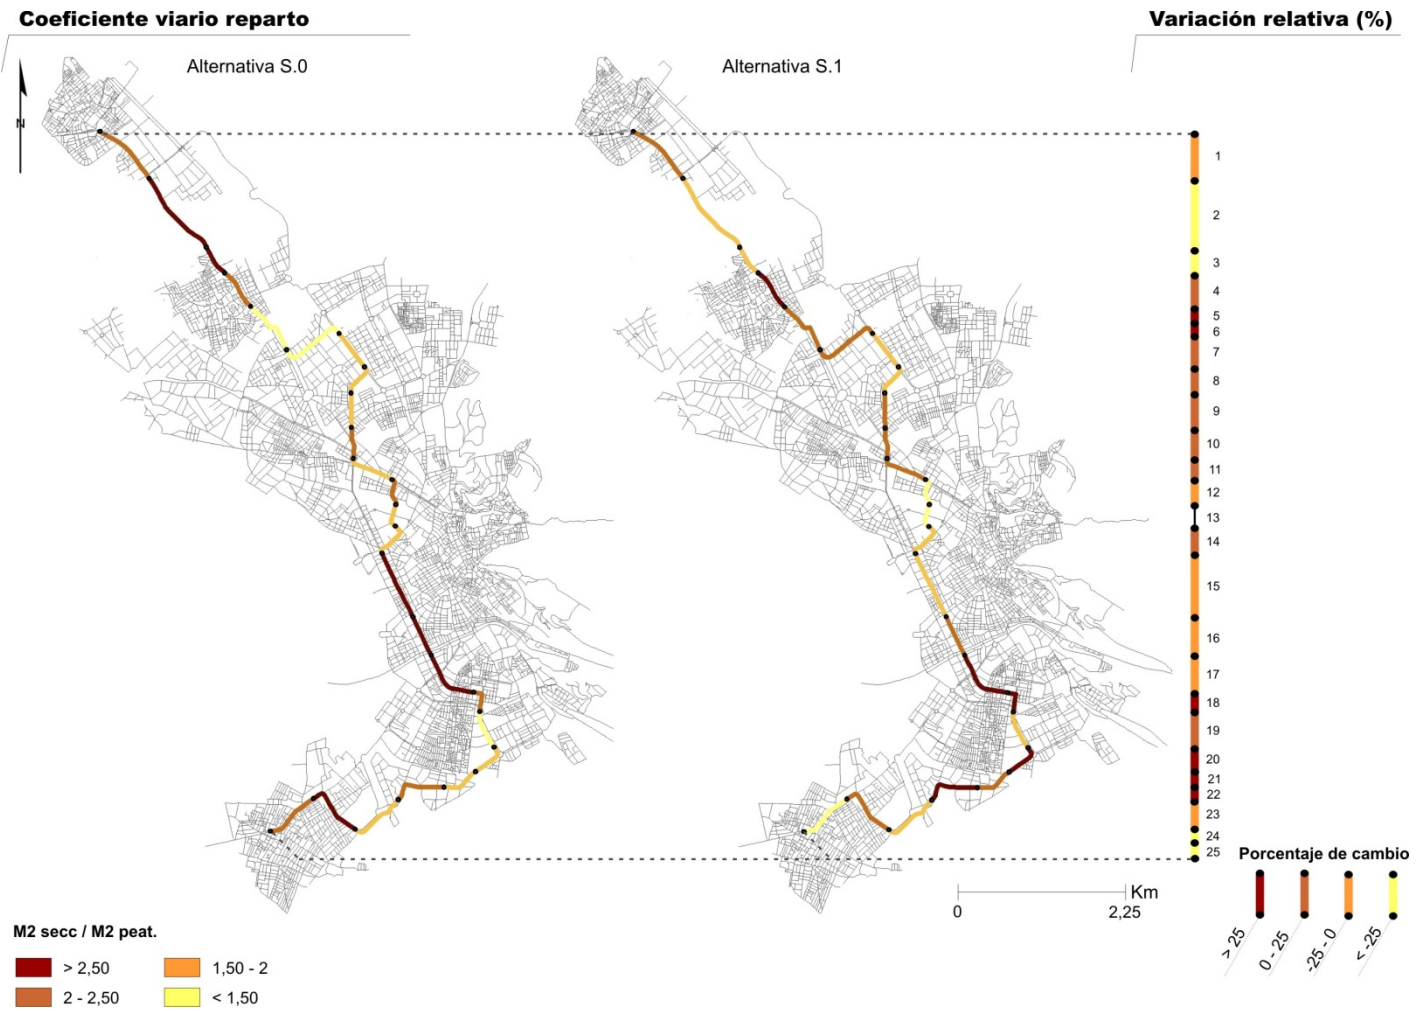 Coeficiente viario reparto
Variación relativa (%)
Alternativa S.0
Alternativa S.1
N
1
2
3
4
5
6
7
8
9
10
11
12
13
14
15
16
17
18
19
20
21
22
23
24
25
Porcentaje de cambio
> 25
0 - 25
-25 - 0
< -25
Km
0
2,25
M2 secc / M2 peat.
> 2,50
1,50 - 2
2 - 2,50
< 1,50